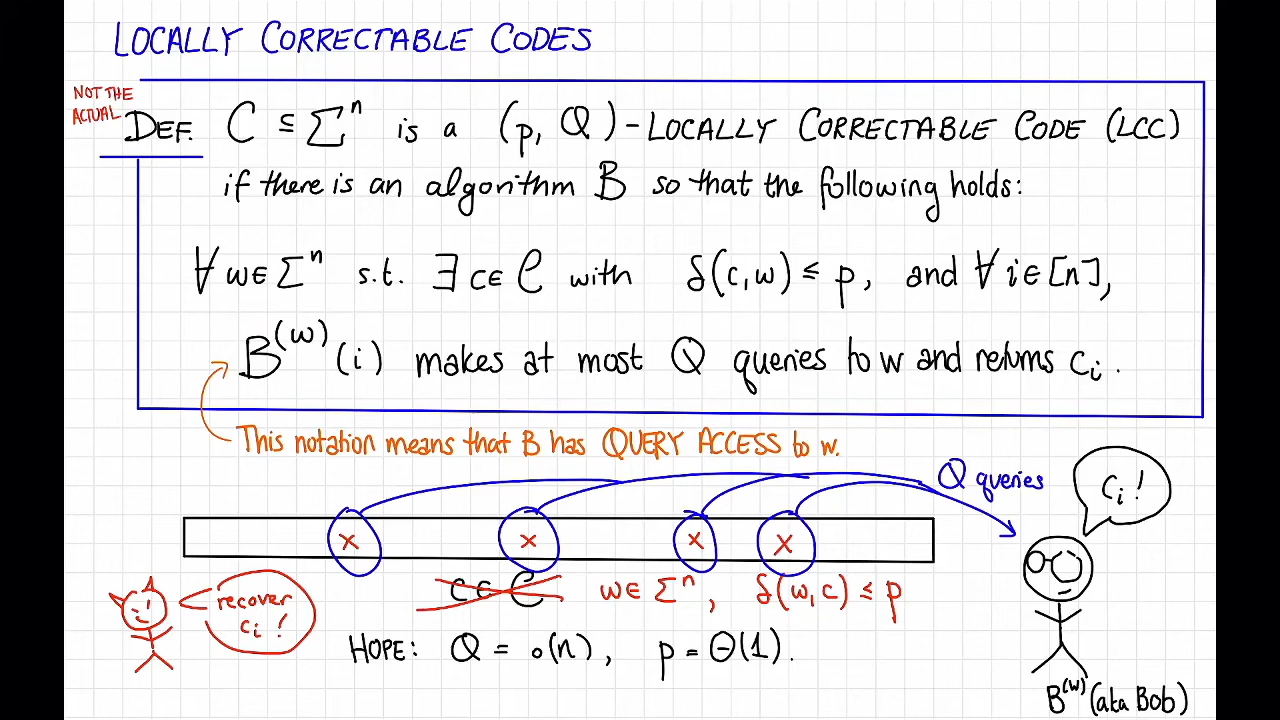 LOCALLY CORRECTABLE CODES
NOT THE
ACTUAL
DEF. C ⊆ Σⁿ is a (p, Q)-LOCALLY CORRECTABLE CODE (LCC)
if there is an algorithm B so that the following holds:
∀ w∈ Σⁿ s.t. ∃ c∈ C with δ(c,w) ≤ p, and ∀ i∈[n],
B^(w)(i) makes at most Q queries to w and returns cᵢ.
This notation means that B has QUERY ACCESS to w.
Q queries
cᵢ!
x x x x
recover
cᵢ!
c∈ C w∈ Σⁿ, δ(w,c) ≤ p
HOPE: Q = o(n), p = Θ(1).
B^(w) (aka Bob)